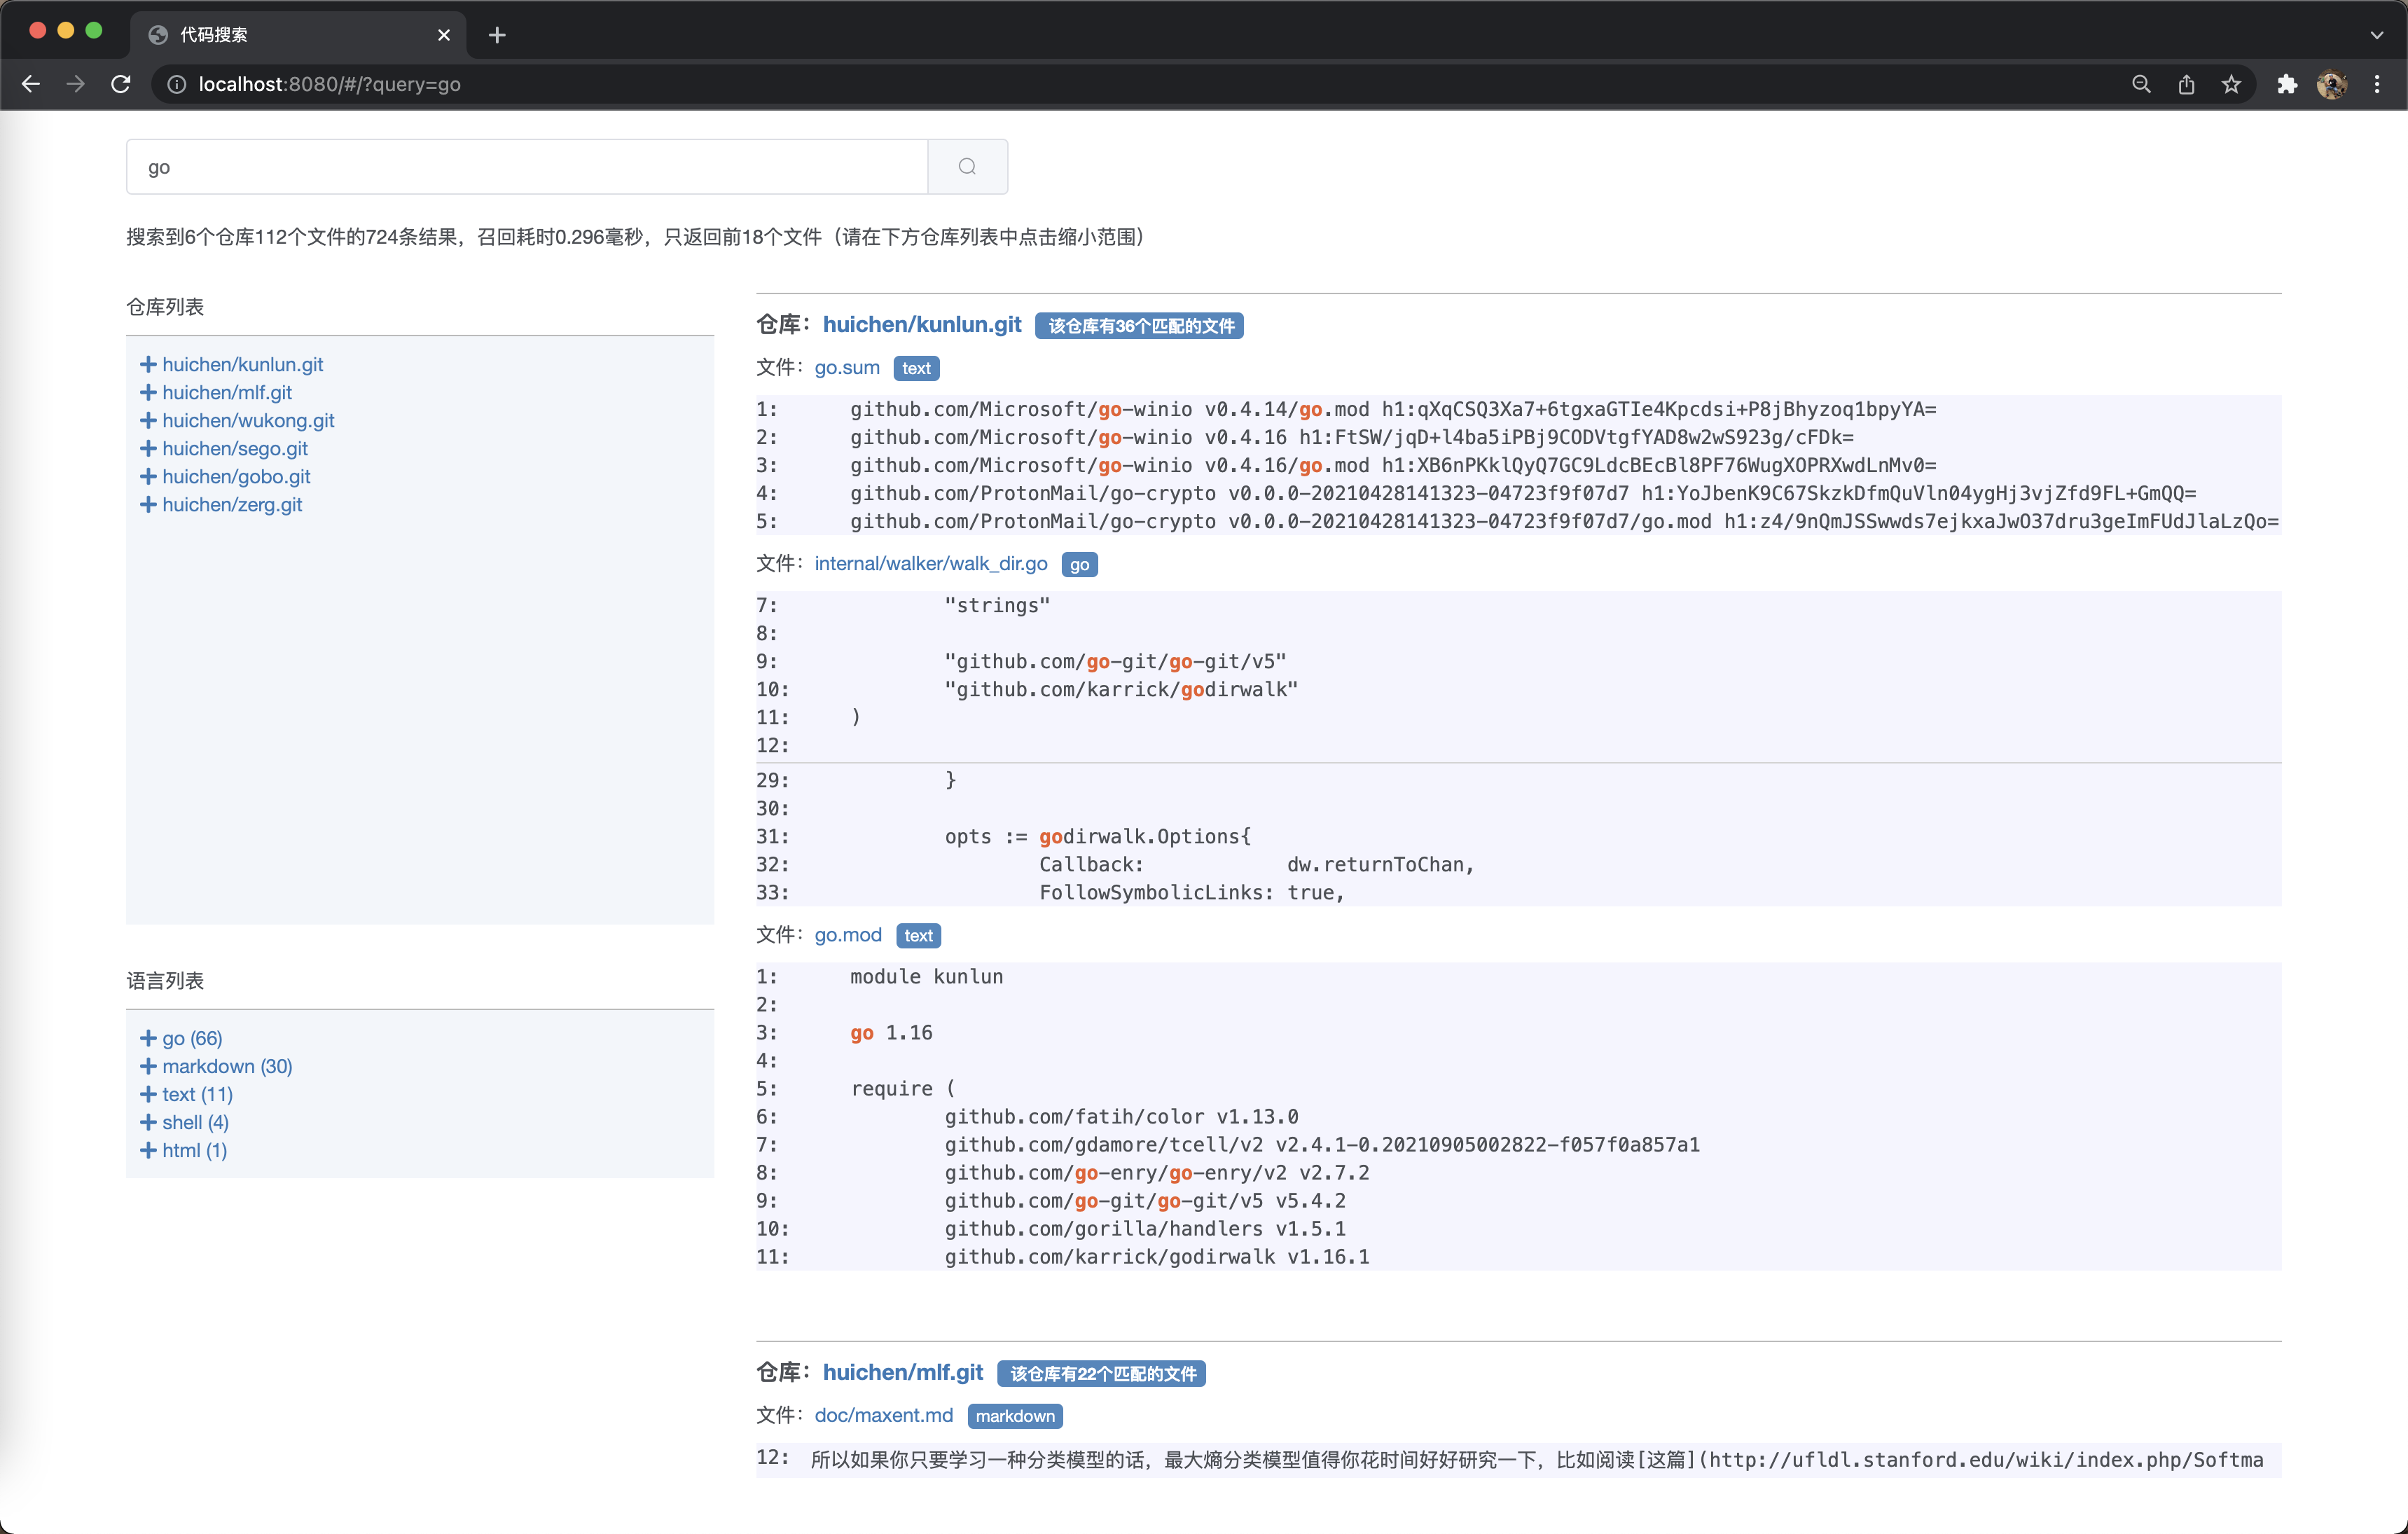 代码搜索
localhost:8080/#/?query=go
go
搜索到6个仓库112个文件的724条结果，召回耗时0.296毫秒，只返回前18个文件（请在下方仓库列表中点击缩小范围）
仓库列表
huichen/kunlun.git
huichen/mlf.git
huichen/wukong.git
huichen/sego.git
huichen/gobo.git
huichen/zerg.git
语言列表
go (66)
markdown (30)
text (11)
shell (4)
html (1)
仓库：huichen/kunlun.git 该仓库有36个匹配的文件
文件：go.sum text
1: github.com/Microsoft/go-winio v0.4.14/go.mod h1:qXqCSQ3Xa7+6tgxaGTIe4Kpcdsi+P8jBhyzoq1bpyYA=
2: github.com/Microsoft/go-winio v0.4.16 h1:FtSW/jqD+l4ba5iPBj9CODVtgfYAD8w2wS923g/cFDk=
3: github.com/Microsoft/go-winio v0.4.16/go.mod h1:XB6nPKklQyQ7GC9LdcBEcBl8PF76WugXOPRXwdLnMv0=
4: github.com/ProtonMail/go-crypto v0.0.0-20210428141323-04723f9f07d7 h1:YoJbenK9C67SkzkDfmQuVln04ygHj3vjZfd9FL+GmQQ=
5: github.com/ProtonMail/go-crypto v0.0.0-20210428141323-04723f9f07d7/go.mod h1:z4/9nQmJSSwwds7ejkxaJwO37dru3geImFUdJlaLzQo=
文件：internal/walker/walk_dir.go go
7: "strings"
8:
9: "github.com/go-git/go-git/v5"
10: "github.com/karrick/godirwalk"
11: )
12:
29: }
30:
31: opts := godirwalk.Options{
32: Callback: dw.returnToChan,
33: FollowSymbolicLinks: true,
文件：go.mod text
1: module kunlun
2:
3: go 1.16
4:
5: require (
6: github.com/fatih/color v1.13.0
7: github.com/gdamore/tcell/v2 v2.4.1-0.20210905002822-f057f0a857a1
8: github.com/go-enry/go-enry/v2 v2.7.2
9: github.com/go-git/go-git/v5 v5.4.2
10: github.com/gorilla/handlers v1.5.1
11: github.com/karrick/godirwalk v1.16.1
仓库：huichen/mlf.git 该仓库有22个匹配的文件
文件：doc/maxent.md markdown
12: 所以如果你只要学习一种分类模型的话，最大熵分类模型值得你花时间好好研究一下，比如阅读[这篇](http://ufldl.stanford.edu/wiki/index.php/Softma